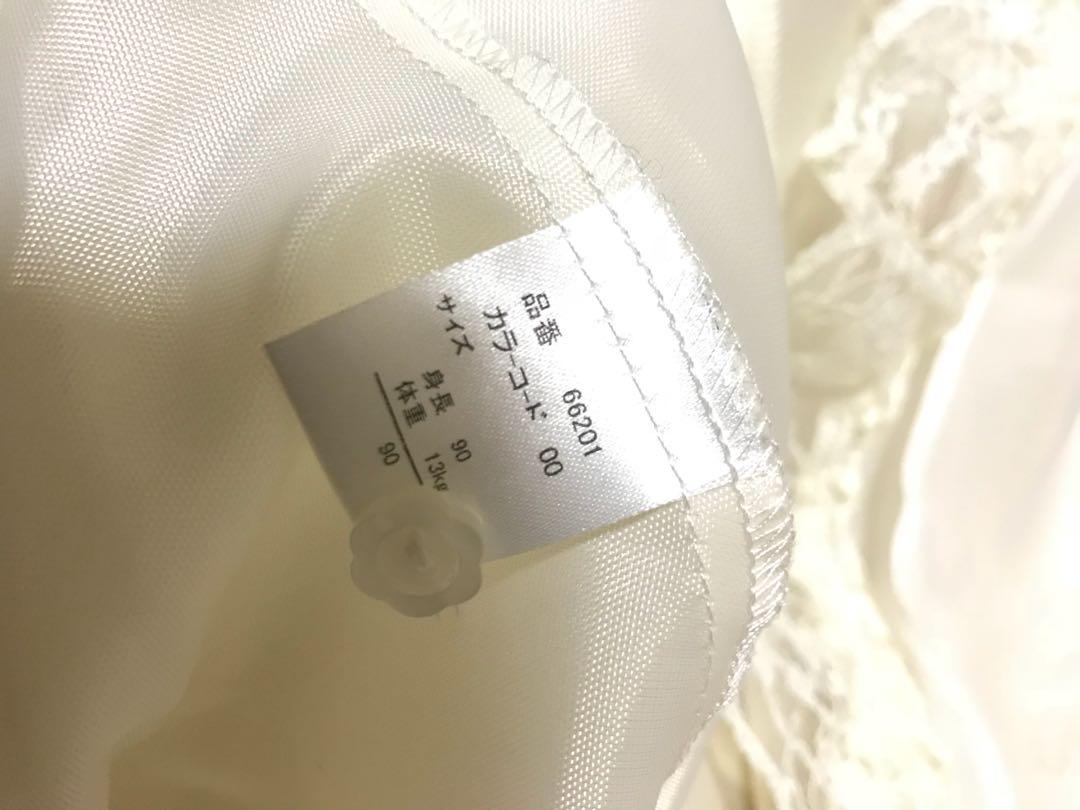 品番 66201
カラーコード 00
サイズ
身長 90
体重 13kg
90